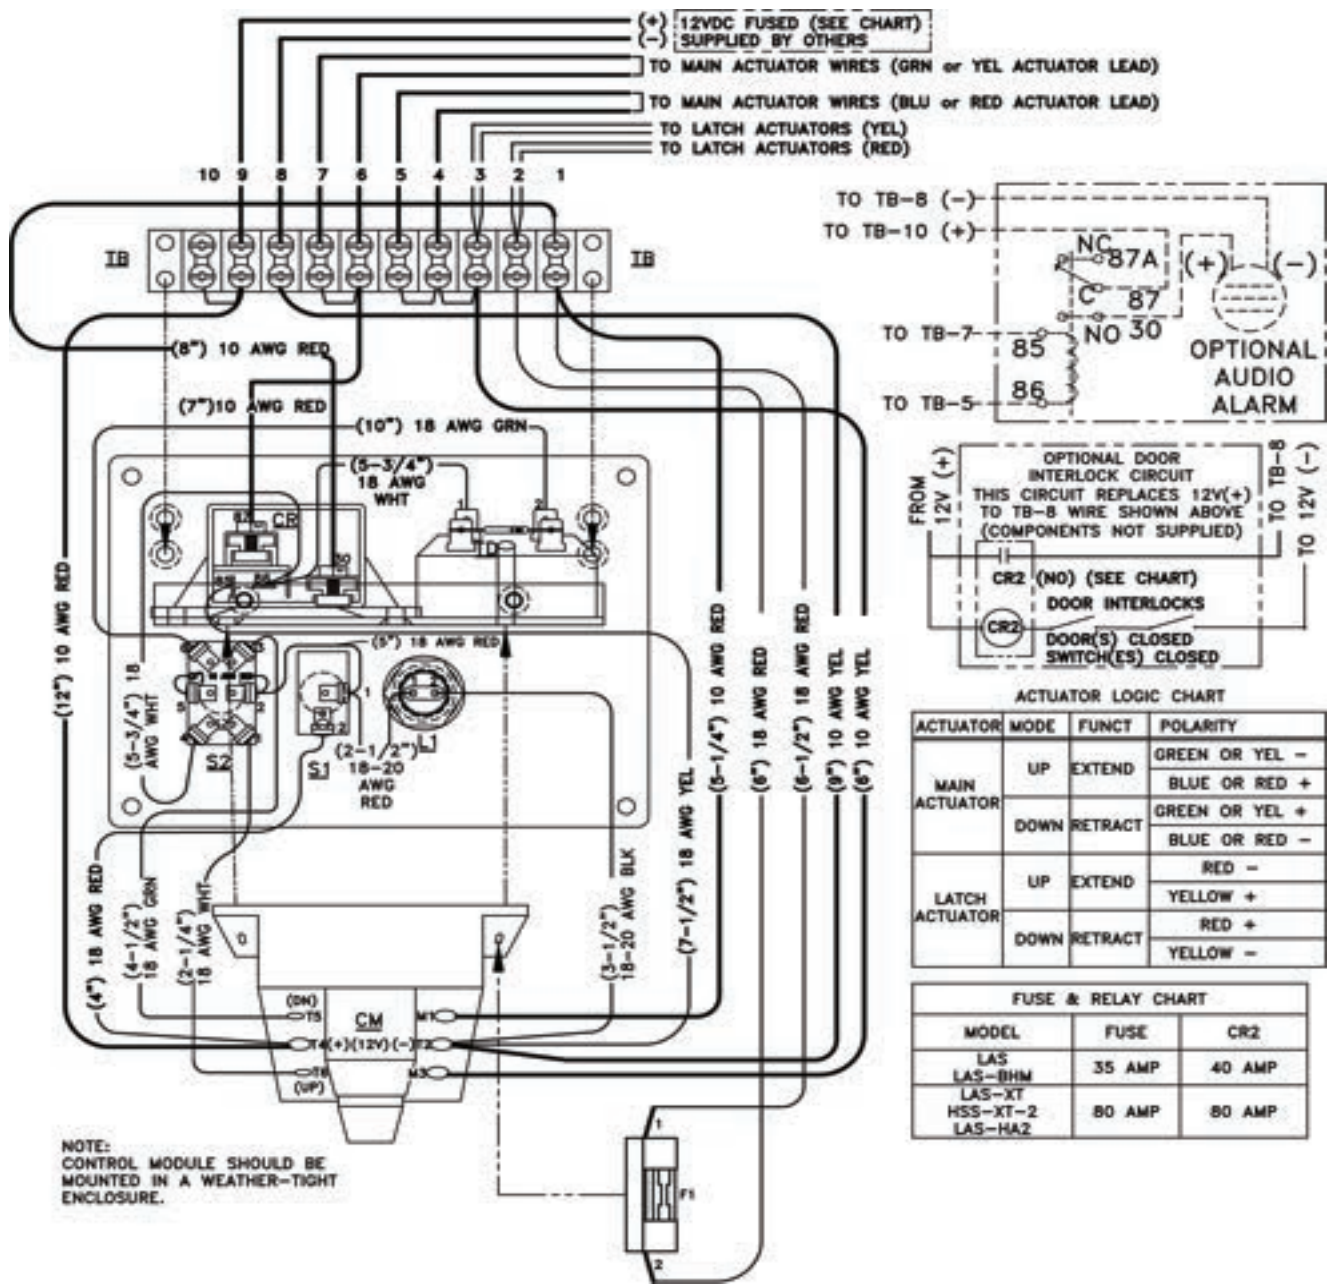 (+) 12VDC FUSED (SEE CHART)
(-) SUPPLIED BY OTHERS
TO MAIN ACTUATOR WIRES (GRN or YEL ACTUATOR LEAD)
TO MAIN ACTUATOR WIRES (BLU or RED ACTUATOR LEAD)
TO LATCH ACTUATORS (YEL)
TO LATCH ACTUATORS (RED)
10 9 8 7 6 5 4 3 2 1
TB
TB
TO TB-8 (-)
TO TB-10 (+)
NC
87A
(+)
(-)
C
87
NO 30
TO TB-7
85
86
TO TB-5
OPTIONAL
AUDIO
ALARM
(8") 10 AWG RED
(7")10 AWG RED
(10") 18 AWG GRN
(5-3/4")
18 AWG
WHT
1
2
CR
TD
86
85
(12") 10 AWG RED
(5-3/4") 18
AWG WHT
(5") 18 AWG RED
S2
S1
1
2
L1
(2-1/2")
18-20
AWG
RED
(5-1/4") 10 AWG RED
(6") 18 AWG RED
(6-1/2") 18 AWG RED
(9") 10 AWG YEL
(6") 10 AWG YEL
FROM
12V (+)
OPTIONAL DOOR
INTERLOCK CIRCUIT
THIS CIRCUIT REPLACES 12V(+)
TO TB-8 WIRE SHOWN ABOVE
(COMPONENTS NOT SUPPLIED)
TO TB-8
TO 12V (-)
CR2 (NO) (SEE CHART)
DOOR INTERLOCKS
CR2
DOOR(S) CLOSED
SWITCH(ES) CLOSED
ACTUATOR LOGIC CHART
ACTUATOR MODE FUNCT POLARITY
MAIN
ACTUATOR
UP EXTEND
GREEN OR YEL -
BLUE OR RED +
DOWN RETRACT
GREEN OR YEL +
BLUE OR RED -
LATCH
ACTUATOR
UP EXTEND
RED -
YELLOW +
DOWN RETRACT
RED +
YELLOW -
(4") 18 AWG RED
(4-1/2")
18 AWG GRN
(2-1/4")
18 AWG WHT
(3-1/2")
18-20 AWG BLK
(7-1/2") 18 AWG YEL
(DN)
T5
CM
M1
T4(+)(12V)(-)T2
T6
M3
(UP)
FUSE & RELAY CHART
MODEL FUSE CR2
LAS
LAS-BHM
35 AMP 40 AMP
LAS-XT
HSS-XT-2
LAS-HA2
80 AMP 80 AMP
NOTE:
CONTROL MODULE SHOULD BE
MOUNTED IN A WEATHER-TIGHT
ENCLOSURE.
1
F1
2